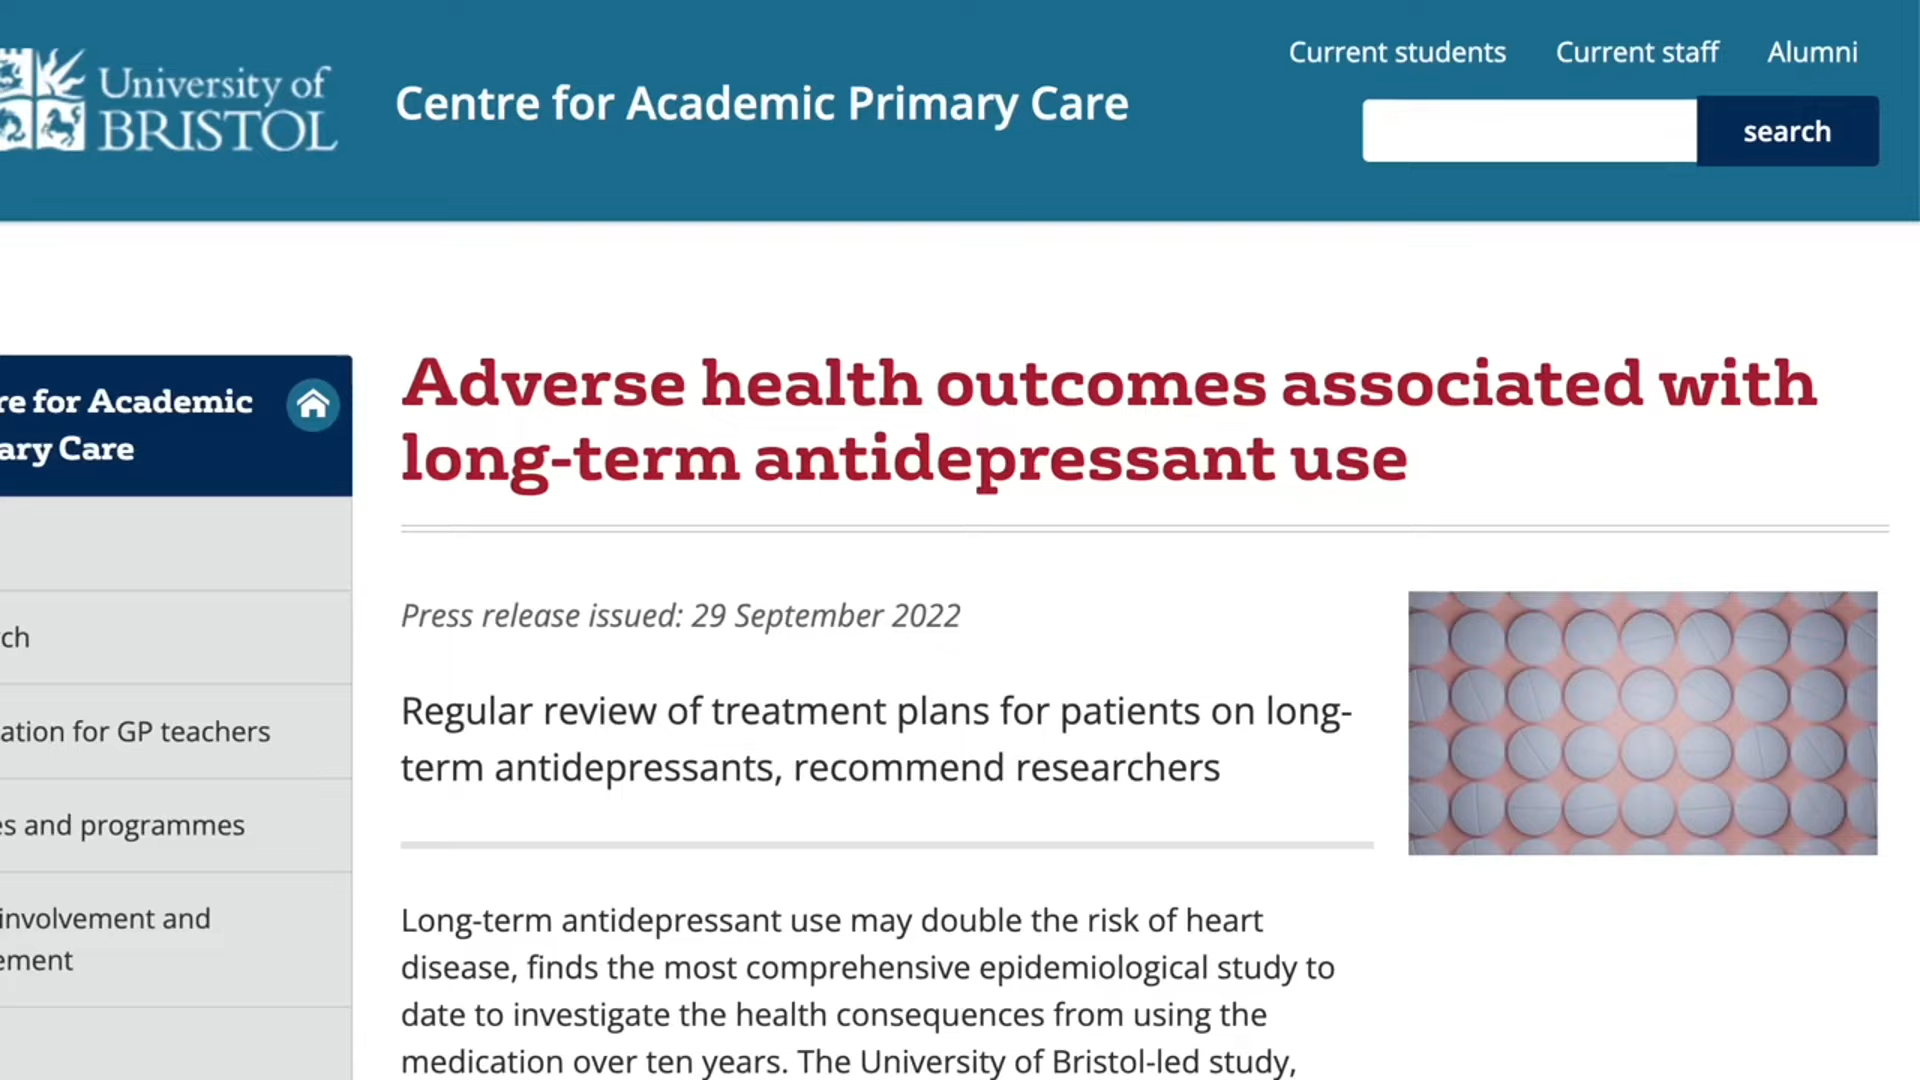 University of
BRISTOL
Centre for Academic Primary Care
Current students
Current staff
Alumni
search
re for Academic
ary Care
ch
ation for GP teachers
es and programmes
involvement and
ement
Adverse health outcomes associated with
long-term antidepressant use
Press release issued: 29 September 2022
Regular review of treatment plans for patients on long-
term antidepressants, recommend researchers
Long-term antidepressant use may double the risk of heart
disease, finds the most comprehensive epidemiological study to
date to investigate the health consequences from using the
medication over ten years. The University of Bristol-led study,